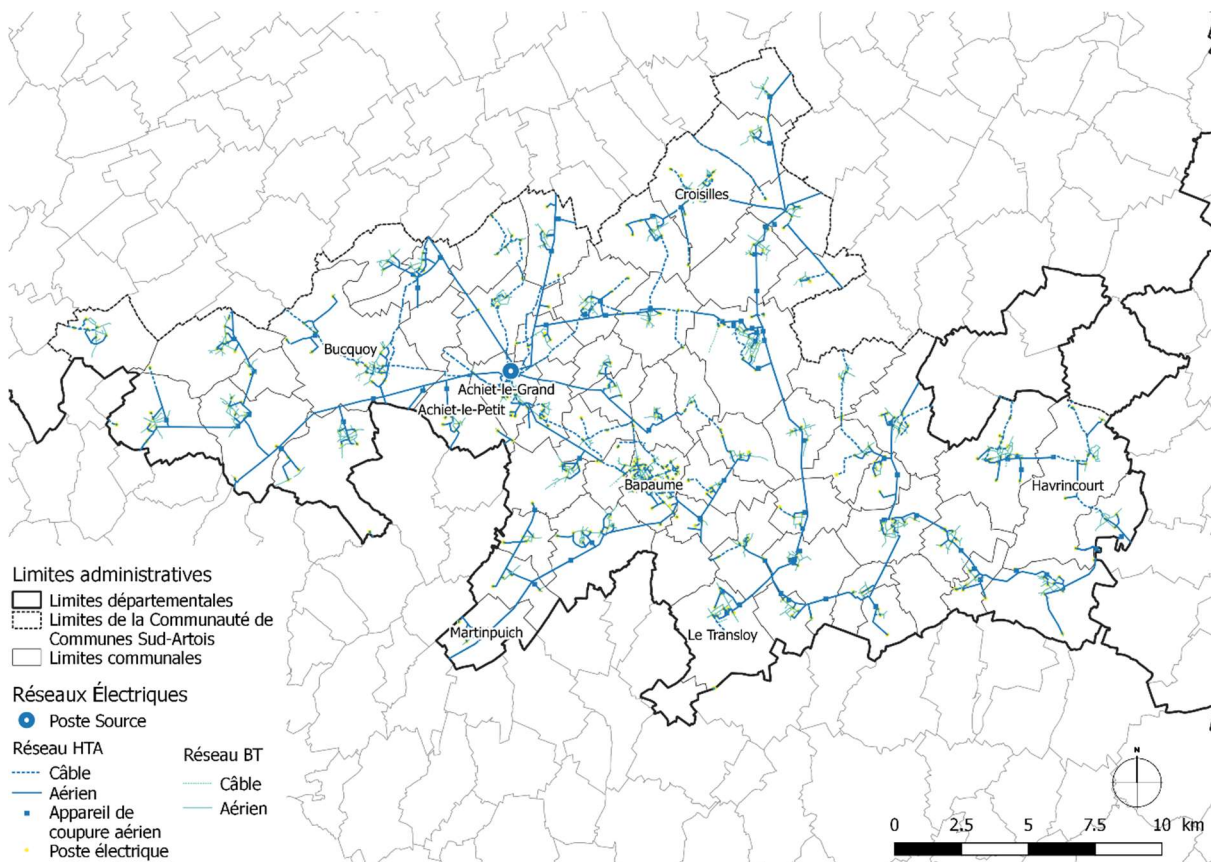 Croisilles
Bucquoy
Achiet-le-Grand
Achiet-le-Petit
Bapaume
Havrincourt
Martinpuich
Le Transloy
Limites administratives
Limites départementales
Limites de la Communauté de
Communes Sud-Artois
Limites communales
Réseaux Électriques
Poste Source
Réseau HTA
Câble
Aérien
Appareil de
coupure aérien
Poste électrique
Réseau BT
Câble
Aérien
N
0 2.5 5 7.5 10 km